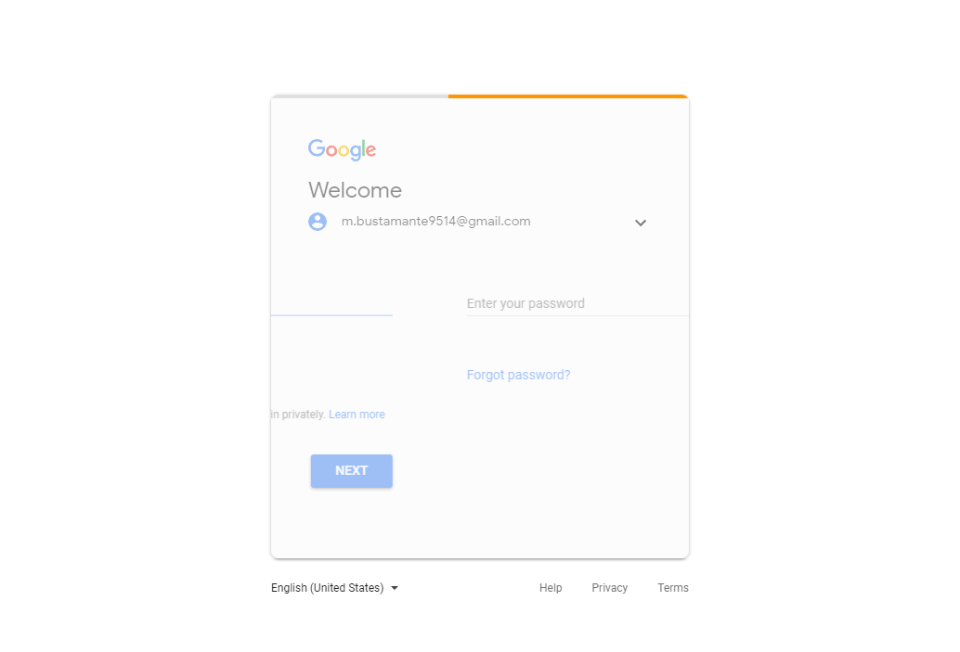 Google
Welcome
m.bustamante9514@gmail.com
Enter your password
Forgot password?
in privately. Learn more
NEXT
English (United States)
Help Privacy Terms